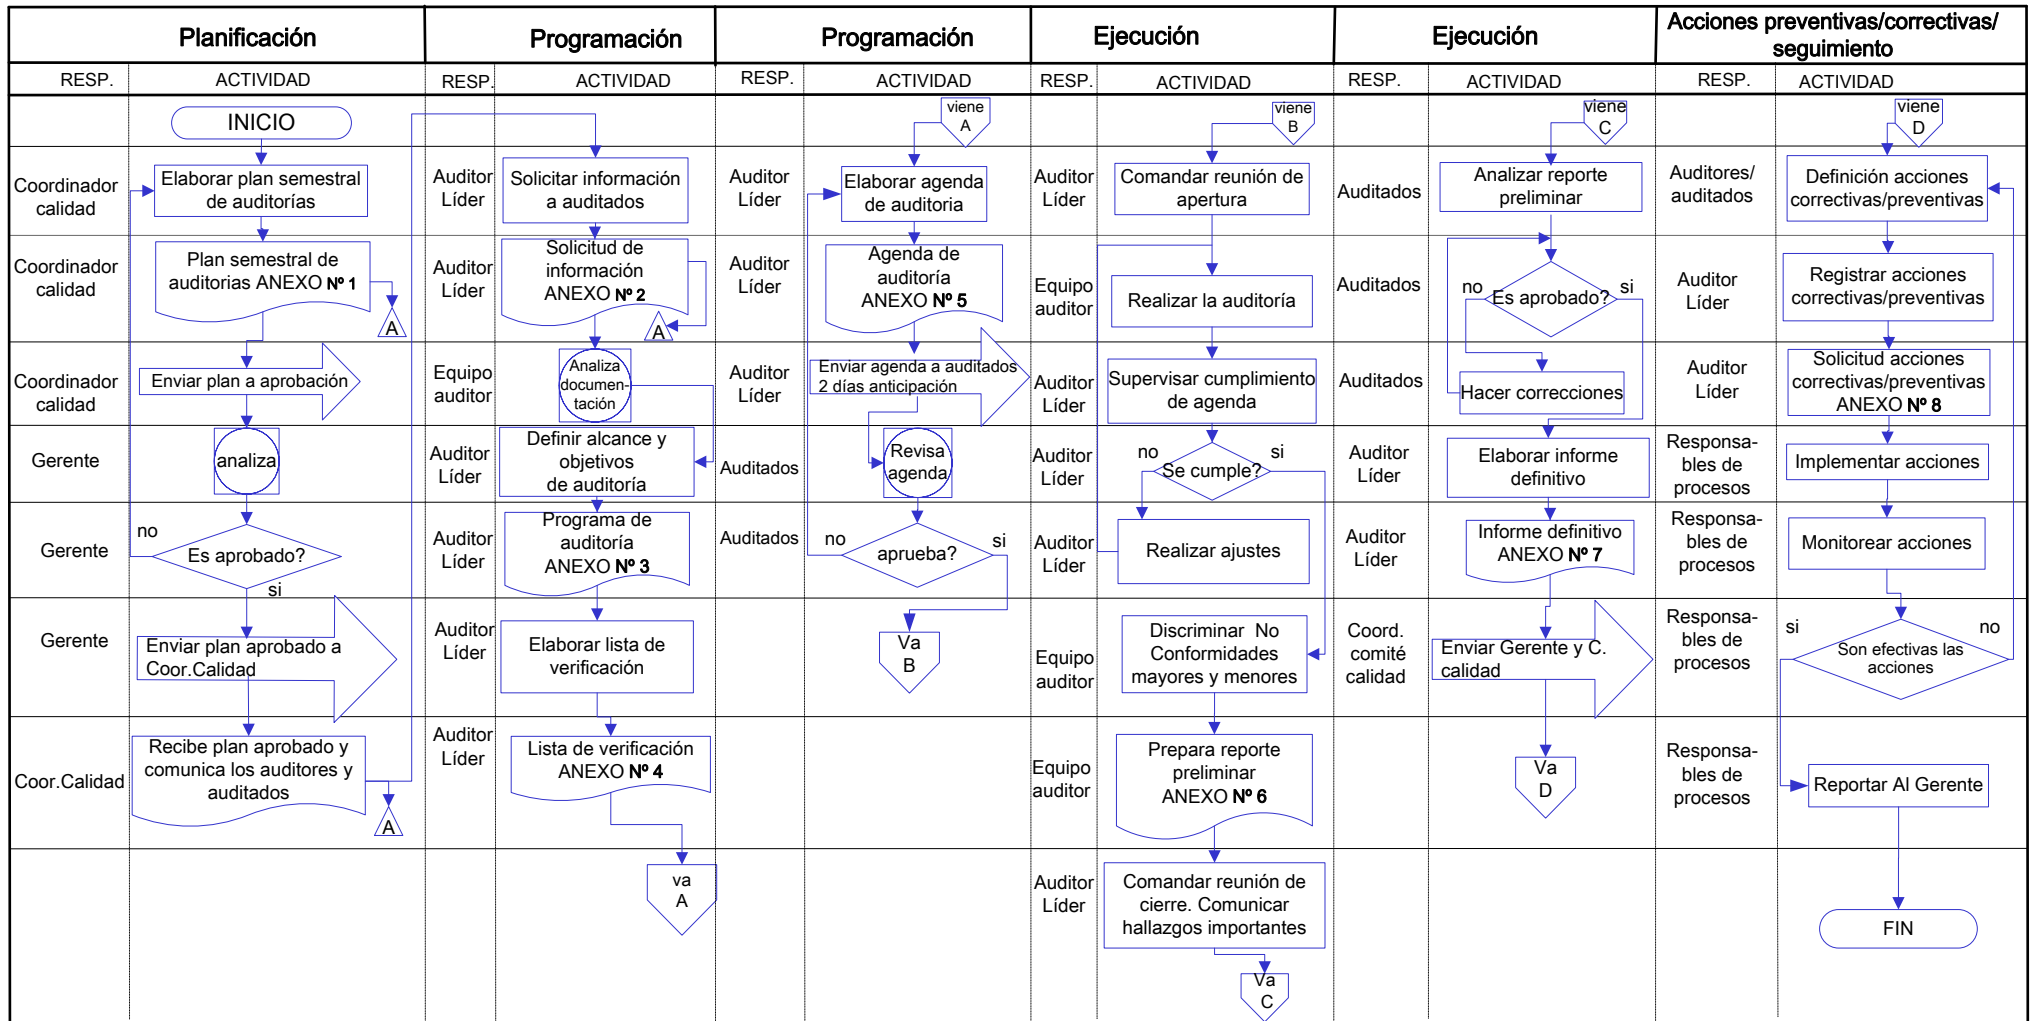 Planificación
Programación
Programación
Ejecución
Ejecución
Acciones preventivas/correctivas/
seguimiento
RESP.
ACTIVIDAD
RESP.
ACTIVIDAD
RESP.
ACTIVIDAD
RESP.
ACTIVIDAD
RESP.
ACTIVIDAD
RESP.
ACTIVIDAD
INICIO
Coordinador
calidad
Elaborar plan semestral
de auditorías
Coordinador
calidad
Plan semestral de
auditorias ANEXO Nº 1
A
Coordinador
calidad
Enviar plan a aprobación
Gerente
analiza
Gerente
no
Es aprobado?
si
Gerente
Enviar plan aprobado a
Coor.Calidad
Coor.Calidad
Recibe plan aprobado y
comunica los auditores y
auditados
A
Auditor
Líder
Solicitar información
a auditados
Auditor
Líder
Solicitud de
información
ANEXO Nº 2
A
Equipo
auditor
Analiza
documen-
tación
Auditor
Líder
Definir alcance y
objetivos
de auditoría
Auditor
Líder
Programa de
auditoría
ANEXO Nº 3
Auditor
Líder
Elaborar lista de
verificación
Auditor
Líder
Lista de verificación
ANEXO Nº 4
va
A
viene
A
Auditor
Líder
Elaborar agenda
de auditoria
Auditor
Líder
Agenda de
auditoría
ANEXO Nº 5
Auditor
Líder
Enviar agenda a auditados
2 días anticipación
Auditados
Revisa
agenda
Auditados
no
aprueba?
si
Va
B
viene
B
Auditor
Líder
Comandar reunión de
apertura
Equipo
auditor
Realizar la auditoría
Auditor
Líder
Supervisar cumplimiento
de agenda
Auditor
Líder
no
Se cumple?
si
Auditor
Líder
Realizar ajustes
Equipo
auditor
Discriminar No
Conformidades
mayores y menores
Equipo
auditor
Prepara reporte
preliminar
ANEXO Nº 6
Auditor
Líder
Comandar reunión de
cierre. Comunicar
hallazgos importantes
Va
C
viene
C
Auditados
Analizar reporte
preliminar
Auditados
no
Es aprobado?
si
Auditados
Hacer correcciones
Auditor
Líder
Elaborar informe
definitivo
Auditor
Líder
Informe definitivo
ANEXO Nº 7
Coord.
comité
calidad
Enviar Gerente y C.
calidad
Va
D
viene
D
Auditores/
auditados
Definición acciones
correctivas/preventivas
Auditor
Líder
Registrar acciones
correctivas/preventivas
Auditor
Líder
Solicitud acciones
correctivas/preventivas
ANEXO Nº 8
Responsa-
bles de
procesos
Implementar acciones
Responsa-
bles de
procesos
Monitorear acciones
Responsa-
bles de
procesos
si
Son efectivas las
acciones
no
Responsa-
bles de
procesos
Reportar Al Gerente
FIN